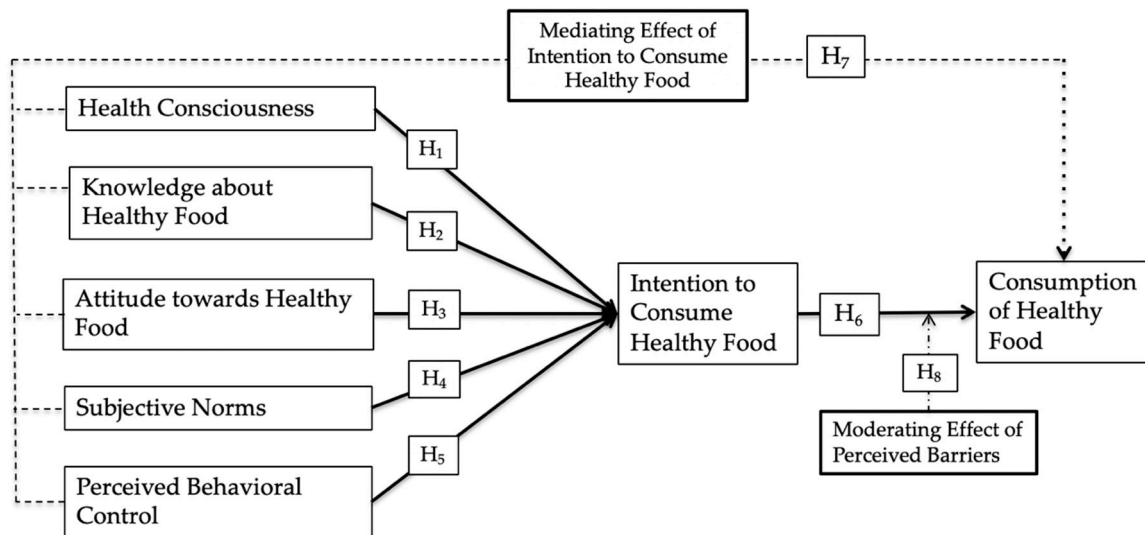 Mediating Effect of
Intention to Consume
Healthy Food
H₇
Health Consciousness
H₁
Knowledge about
Healthy Food
H₂
Attitude towards Healthy
Food
H₃
Subjective Norms
H₄
Perceived Behavioral
Control
H₅
Intention to
Consume
Healthy Food
H₆
Consumption
of Healthy
Food
H₈
Moderating Effect of
Perceived Barriers